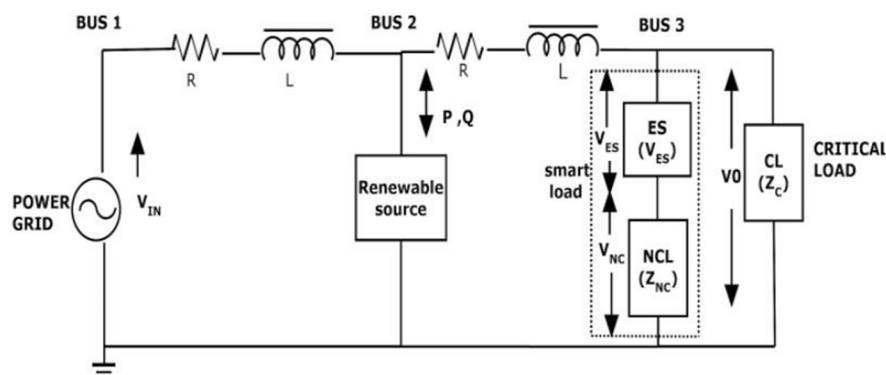 BUS 1
BUS 2
BUS 3
R
L
R
L
P ,Q
V_ES
ES
(V_ES)
smart
load
V0
CL
(Z_C)
CRITICAL
LOAD
POWER
GRID
V_IN
Renewable
source
V_NC
NCL
(Z_NC)